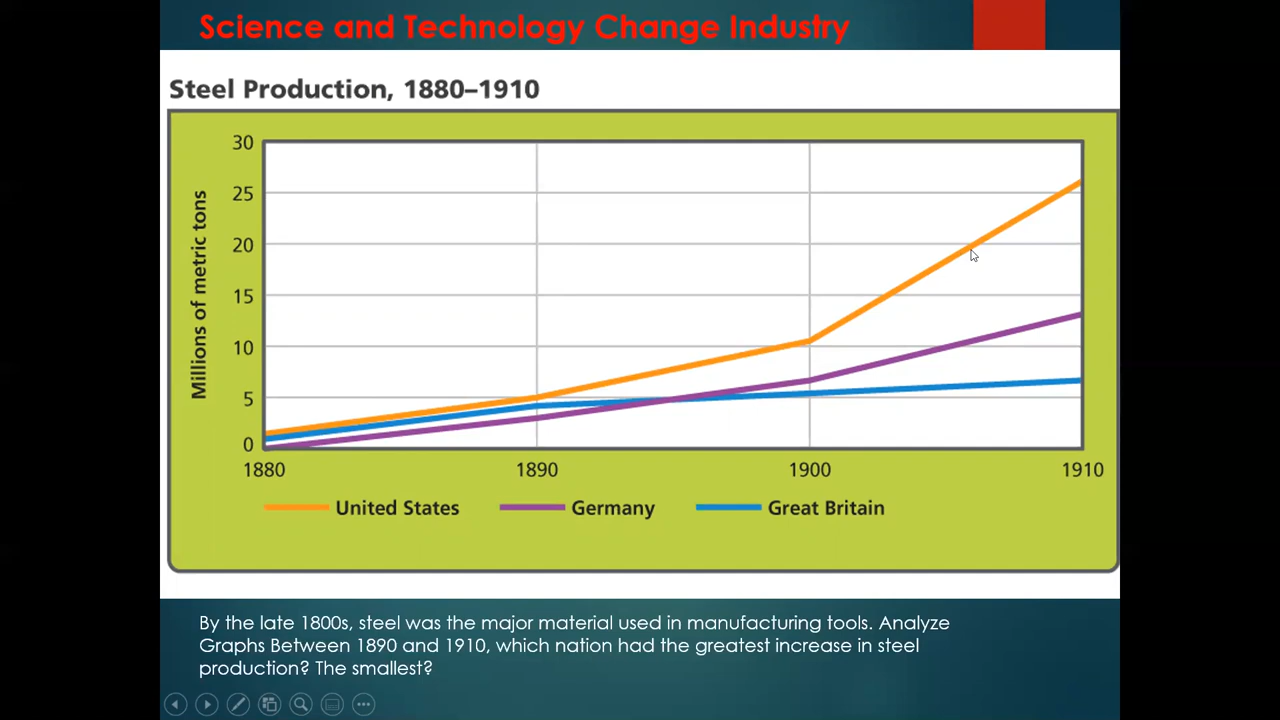 Science and Technology Change Industry
Steel Production, 1880–1910
Millions of metric tons
30
25
20
15
10
5
0
1880 1890 1900 1910
United States Germany Great Britain
By the late 1800s, steel was the major material used in manufacturing tools. Analyze
Graphs Between 1890 and 1910, which nation had the greatest increase in steel
production? The smallest?